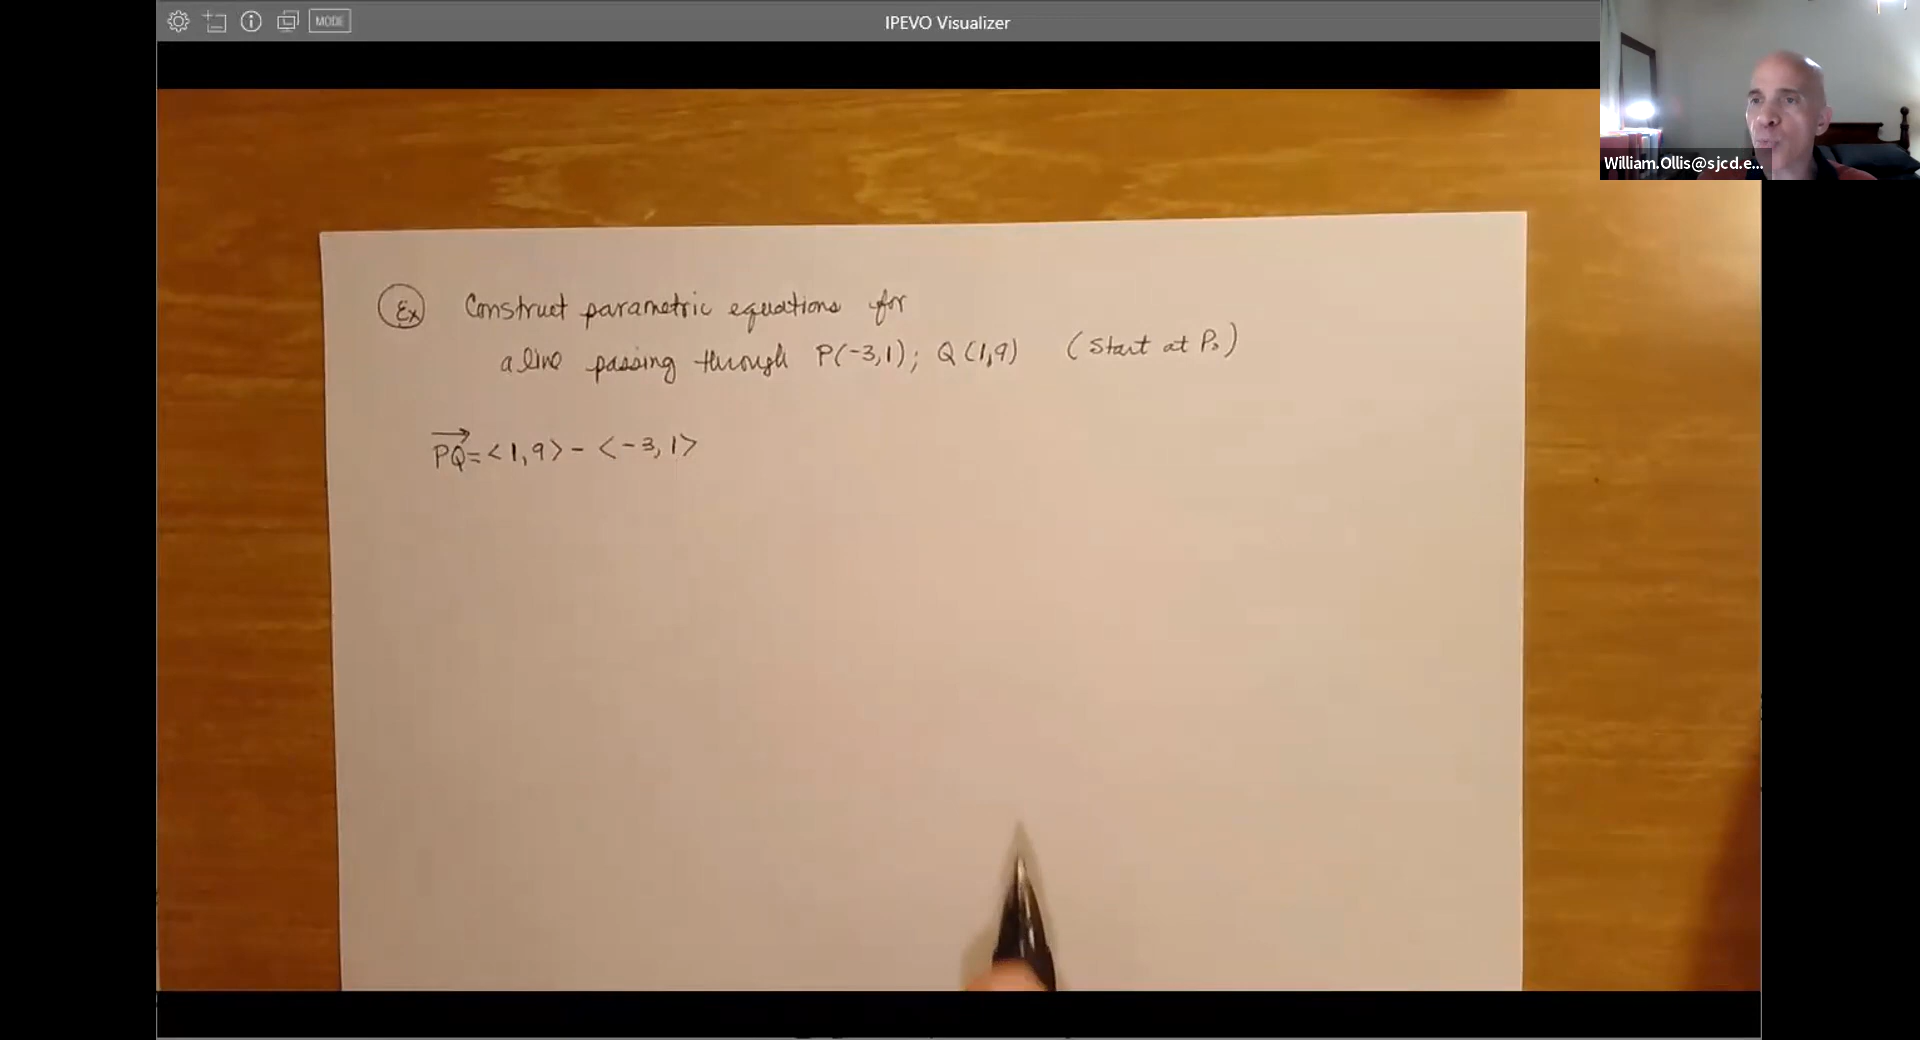 MODE
IPEVO Visualizer
William.Ollis@sjcd.e...
Ex Construct parametric equations for
a line passing through P(-3,1); Q(1,9) (Start at P.)
PQ = <1,9> - <-3,1>